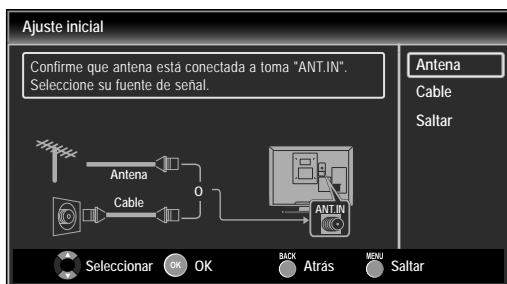 Ajuste inicial
Confirme que antena está conectada a toma "ANT.IN".
Seleccione su fuente de señal.
Antena
Cable
Saltar
Antena
Cable
O
ANT.IN
Seleccionar
OK
OK
BACK
Atrás
MENU
Saltar